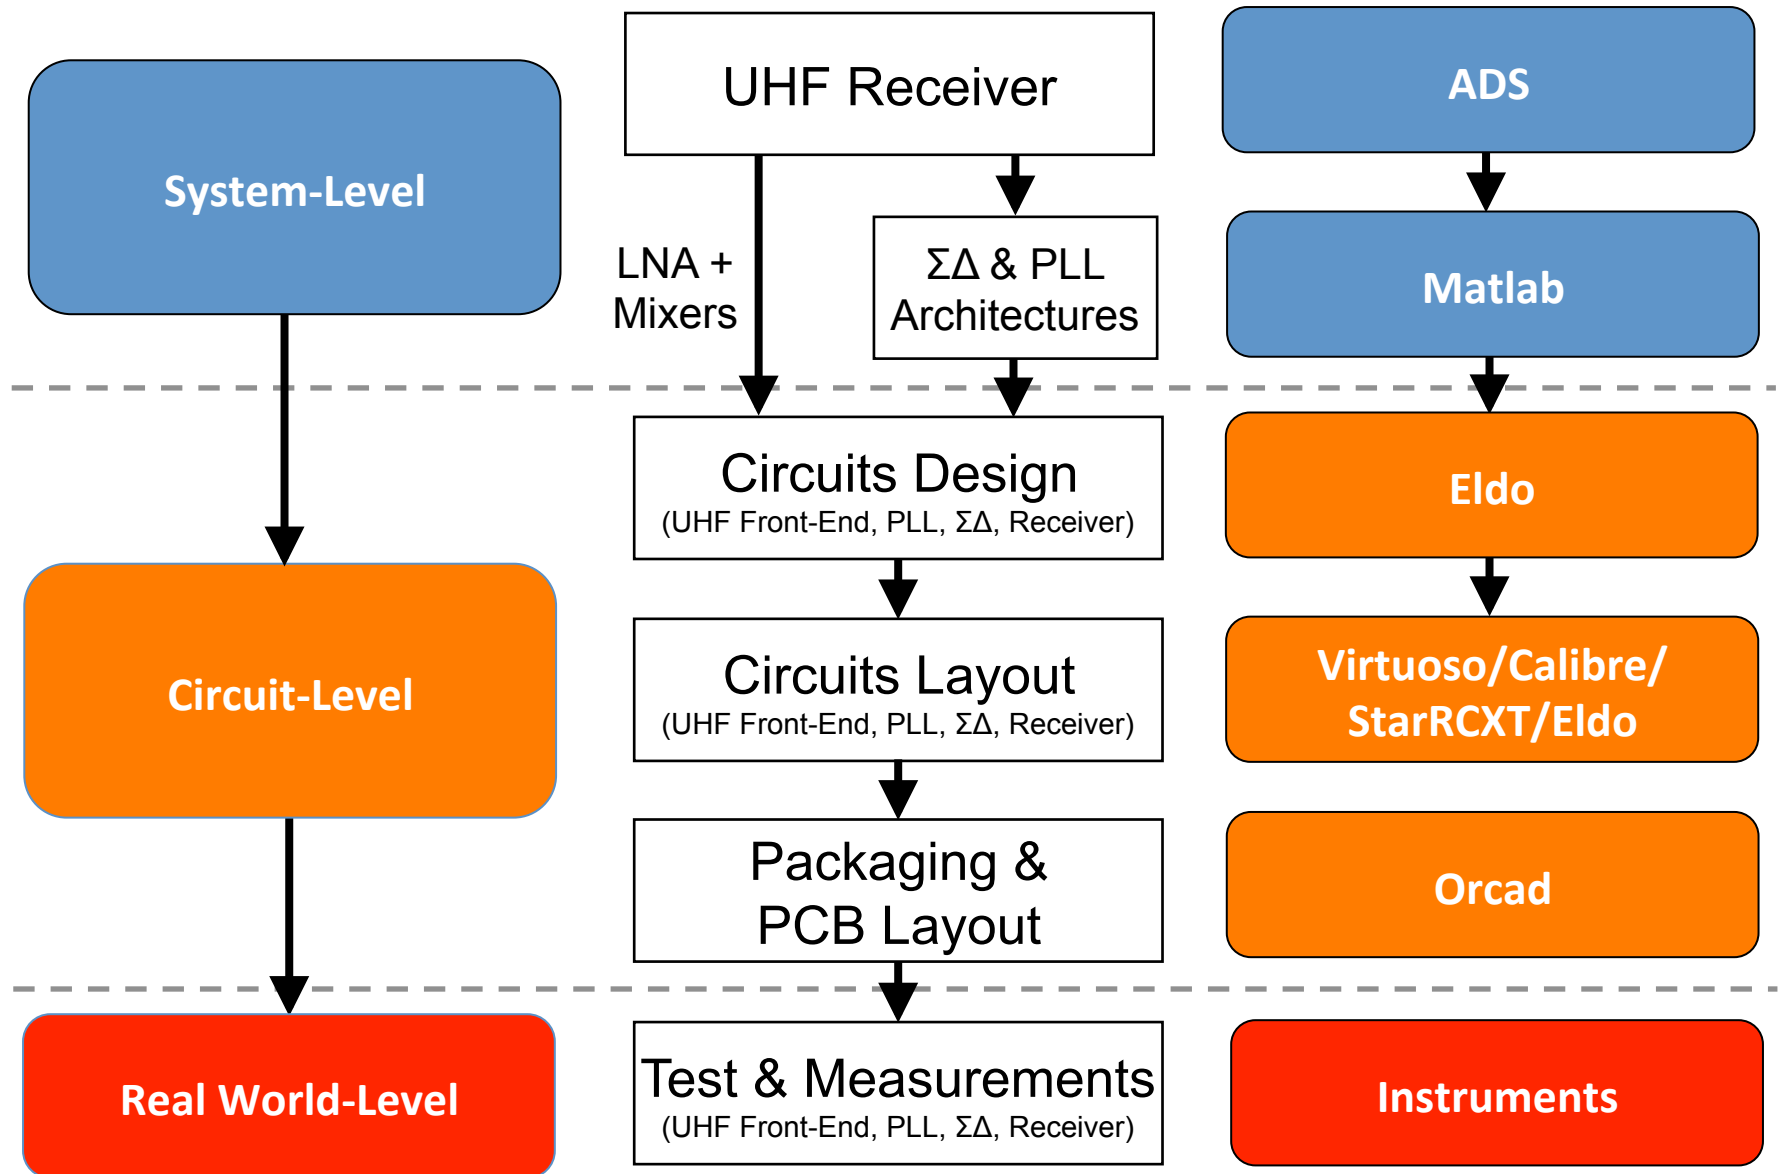 System-Level
Circuit-Level
Real World-Level
UHF Receiver
LNA +
Mixers
ΣΔ & PLL
Architectures
Circuits Design
(UHF Front-End, PLL, ΣΔ, Receiver)
Circuits Layout
(UHF Front-End, PLL, ΣΔ, Receiver)
Packaging &
PCB Layout
Test & Measurements
(UHF Front-End, PLL, ΣΔ, Receiver)
ADS
Matlab
Eldo
Virtuoso/Calibre/
StarRCXT/Eldo
Orcad
Instruments